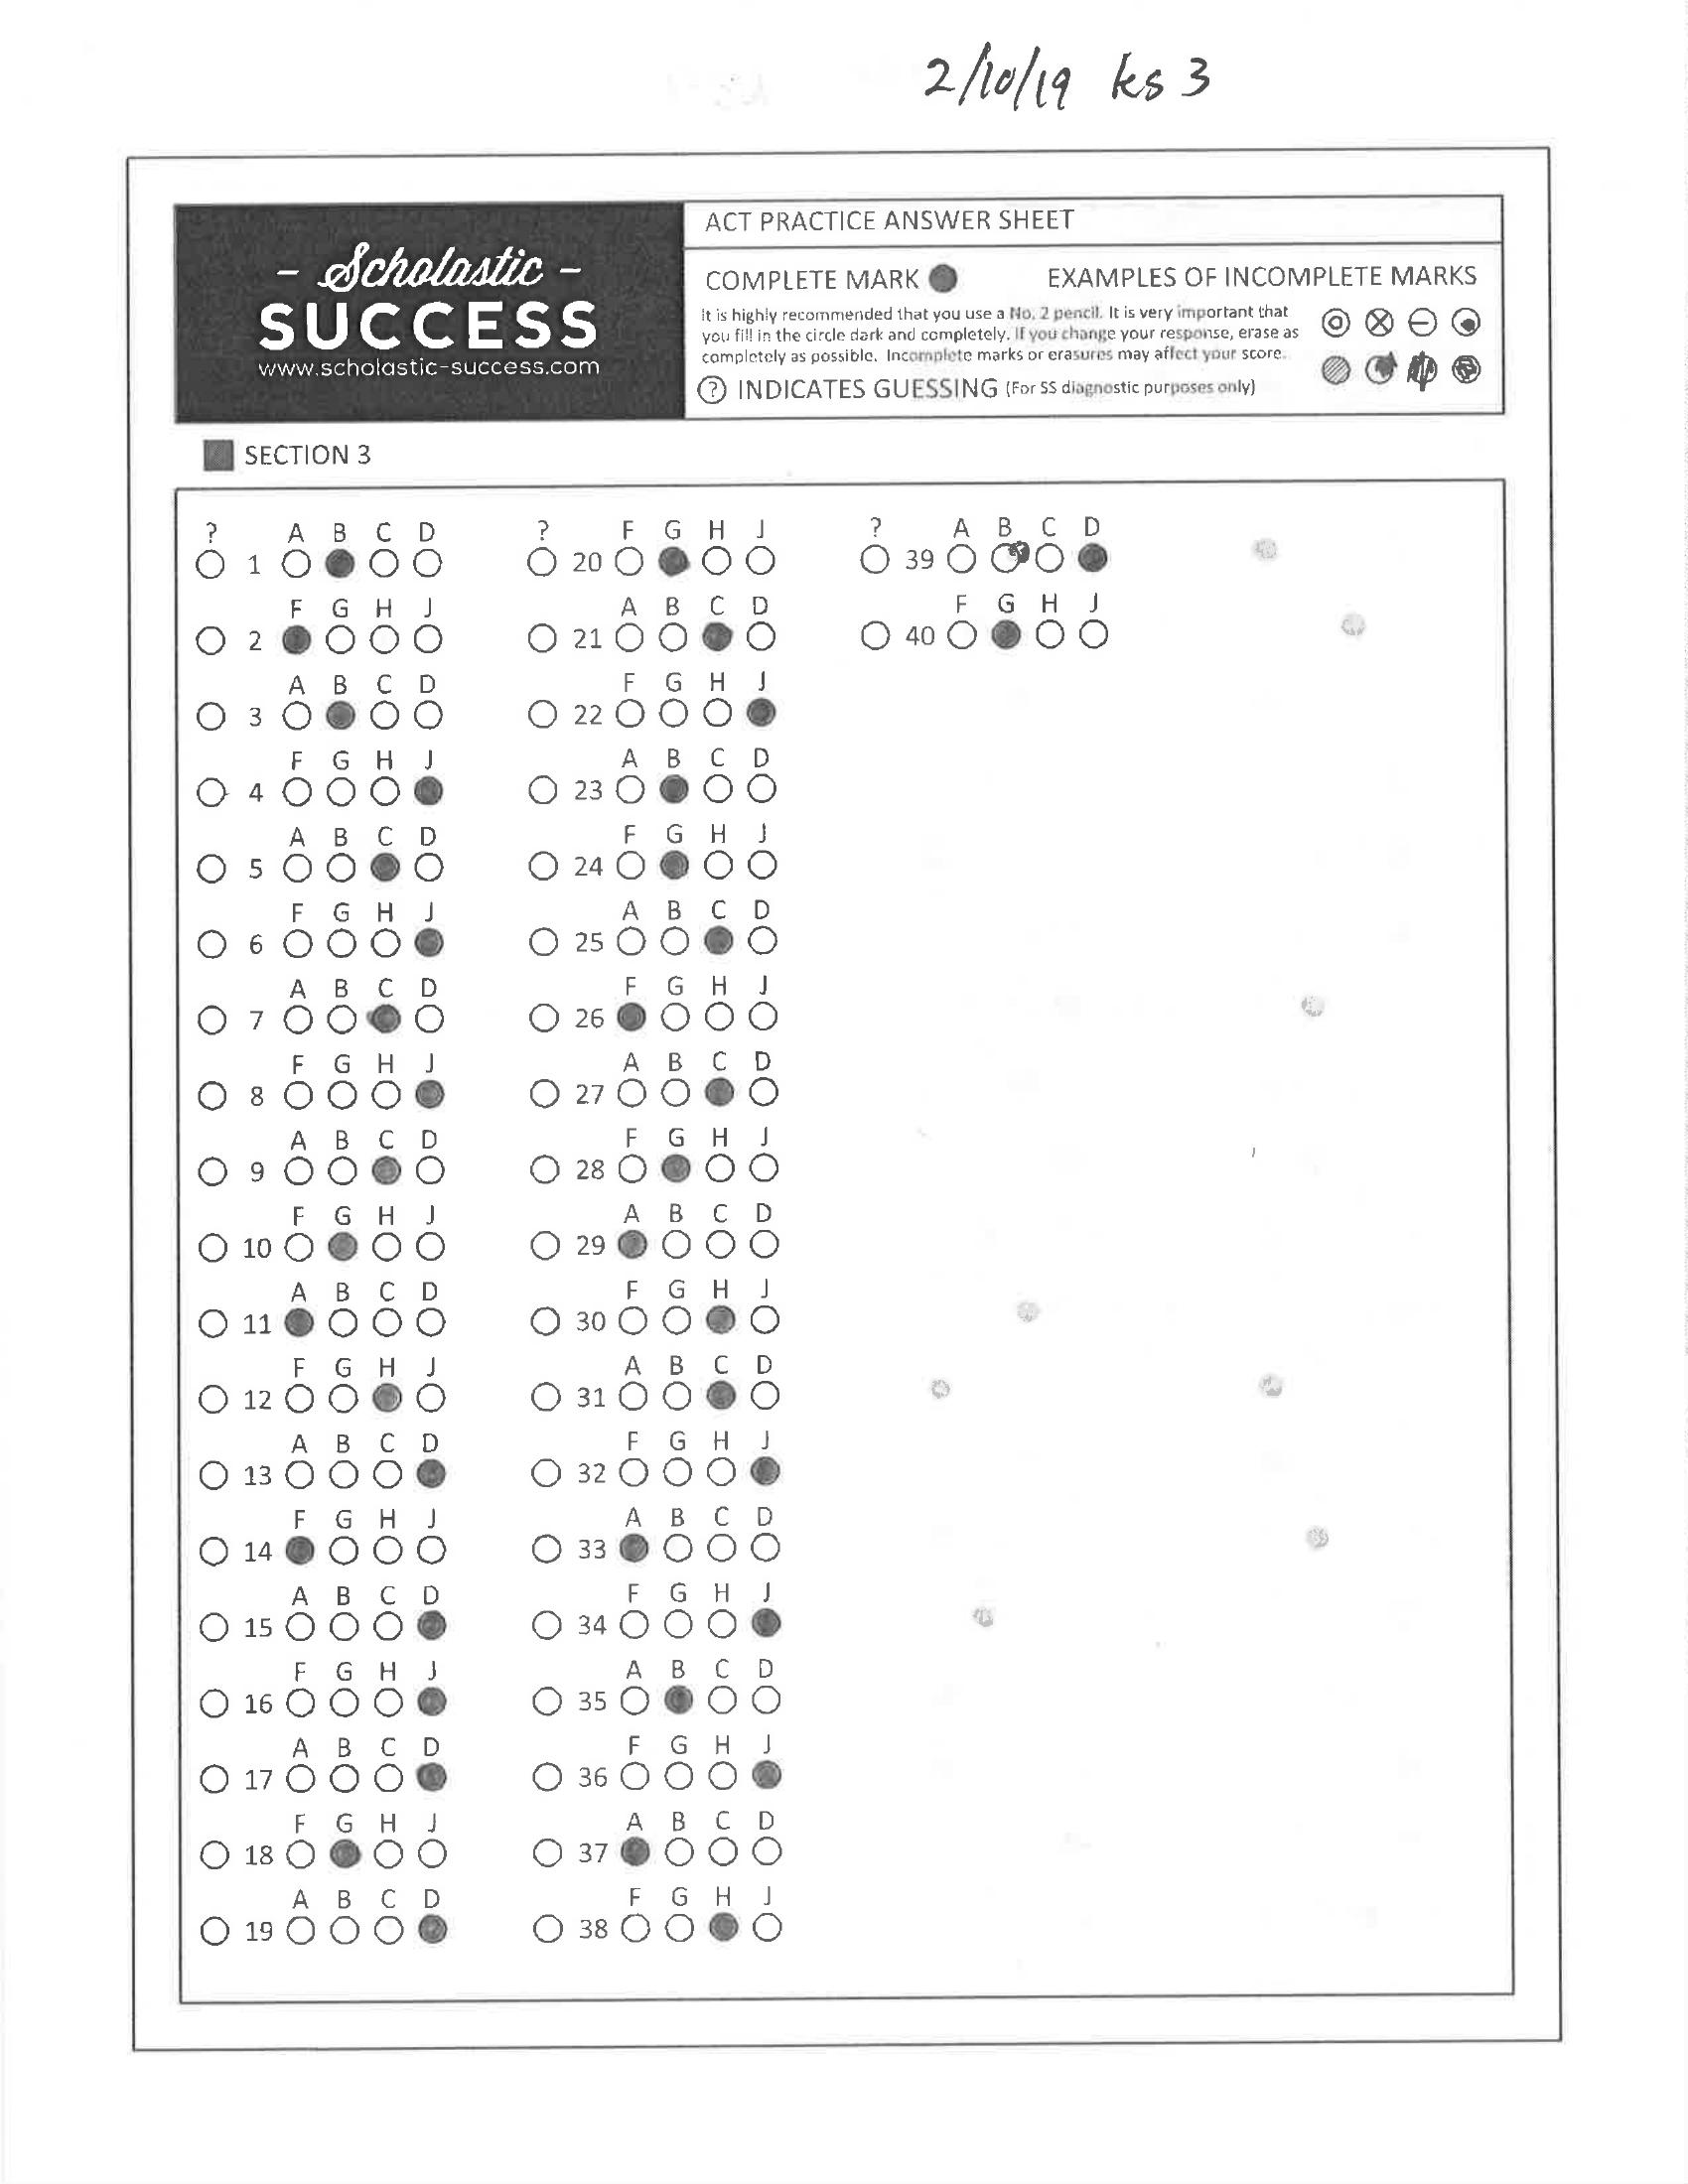 2/10/19 ks 3
- Scholastic -
SUCCESS
www.scholastic-success.com
ACT PRACTICE ANSWER SHEET
COMPLETE MARK EXAMPLES OF INCOMPLETE MARKS
It is highly recommended that you use a No. 2 pencil. It is very important that
you fill in the circle dark and completely. If you change your response, erase as
completely as possible. Incomplete marks or erasures may affect your score.
? INDICATES GUESSING (For SS diagnostic purposes only)
SECTION 3
? A B C D
1
F G H J
2
A B C D
3
F G H J
4
A B C D
5
F G H J
6
A B C D
7
F G H J
8
A B C D
9
F G H J
10
A B C D
11
F G H J
12
A B C D
13
F G H J
14
A B C D
15
F G H J
16
A B C D
17
F G H J
18
A B C D
19
? F G H J
20
A B C D
21
F G H J
22
A B C D
23
F G H J
24
A B C D
25
F G H J
26
A B C D
27
F G H J
28
A B C D
29
F G H J
30
A B C D
31
F G H J
32
A B C D
33
F G H J
34
A B C D
35
F G H J
36
A B C D
37
F G H J
38
? A B C D
39
F G H J
40